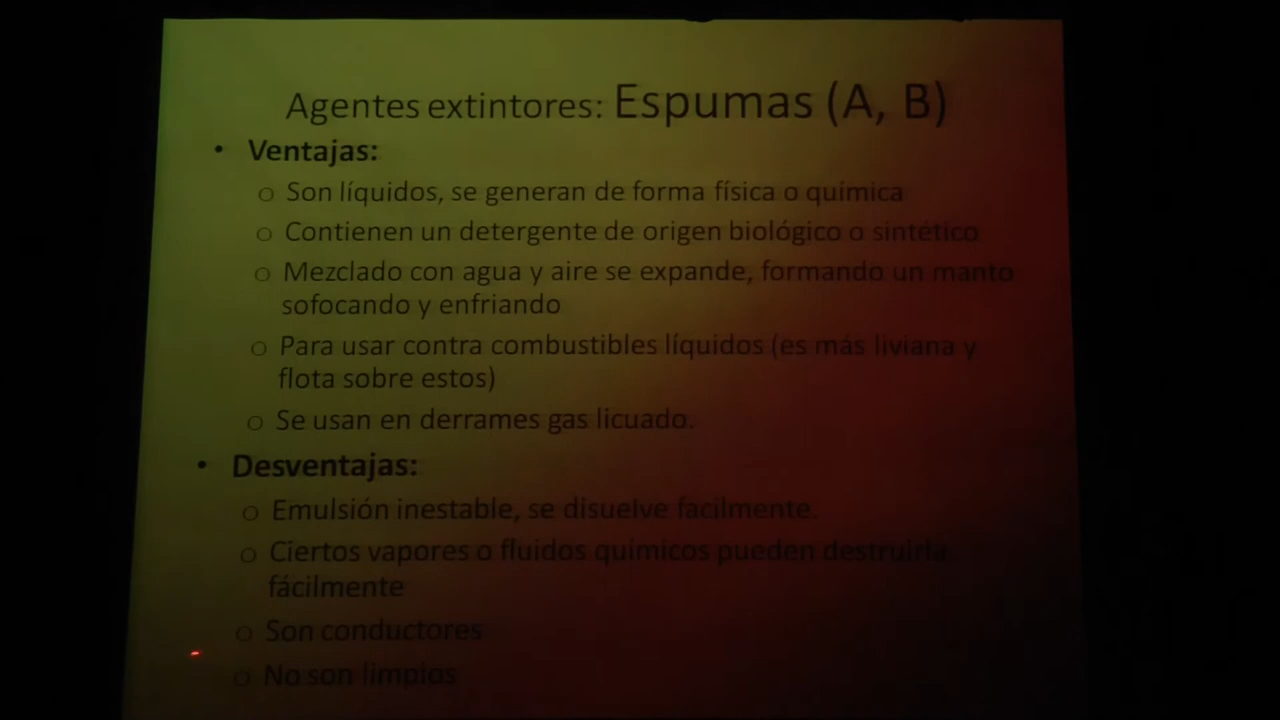 Agentes extintores: Espumas (A, B)
• Ventajas:
o Son líquidos, se generan de forma física o química
o Contienen un detergente de origen biológico o sintético
o Mezclado con agua y aire se expande, formando un manto
sofocando y enfriando
o Para usar contra combustibles líquidos (es más liviana y
flota sobre estos)
o Se usan en derrames gas licuado.
• Desventajas:
o Emulsión inestable, se disuelve facilmente.
o Ciertos vapores o fluidos químicos pueden destruirla
fácilmente
o Son conductores
o No son limpios